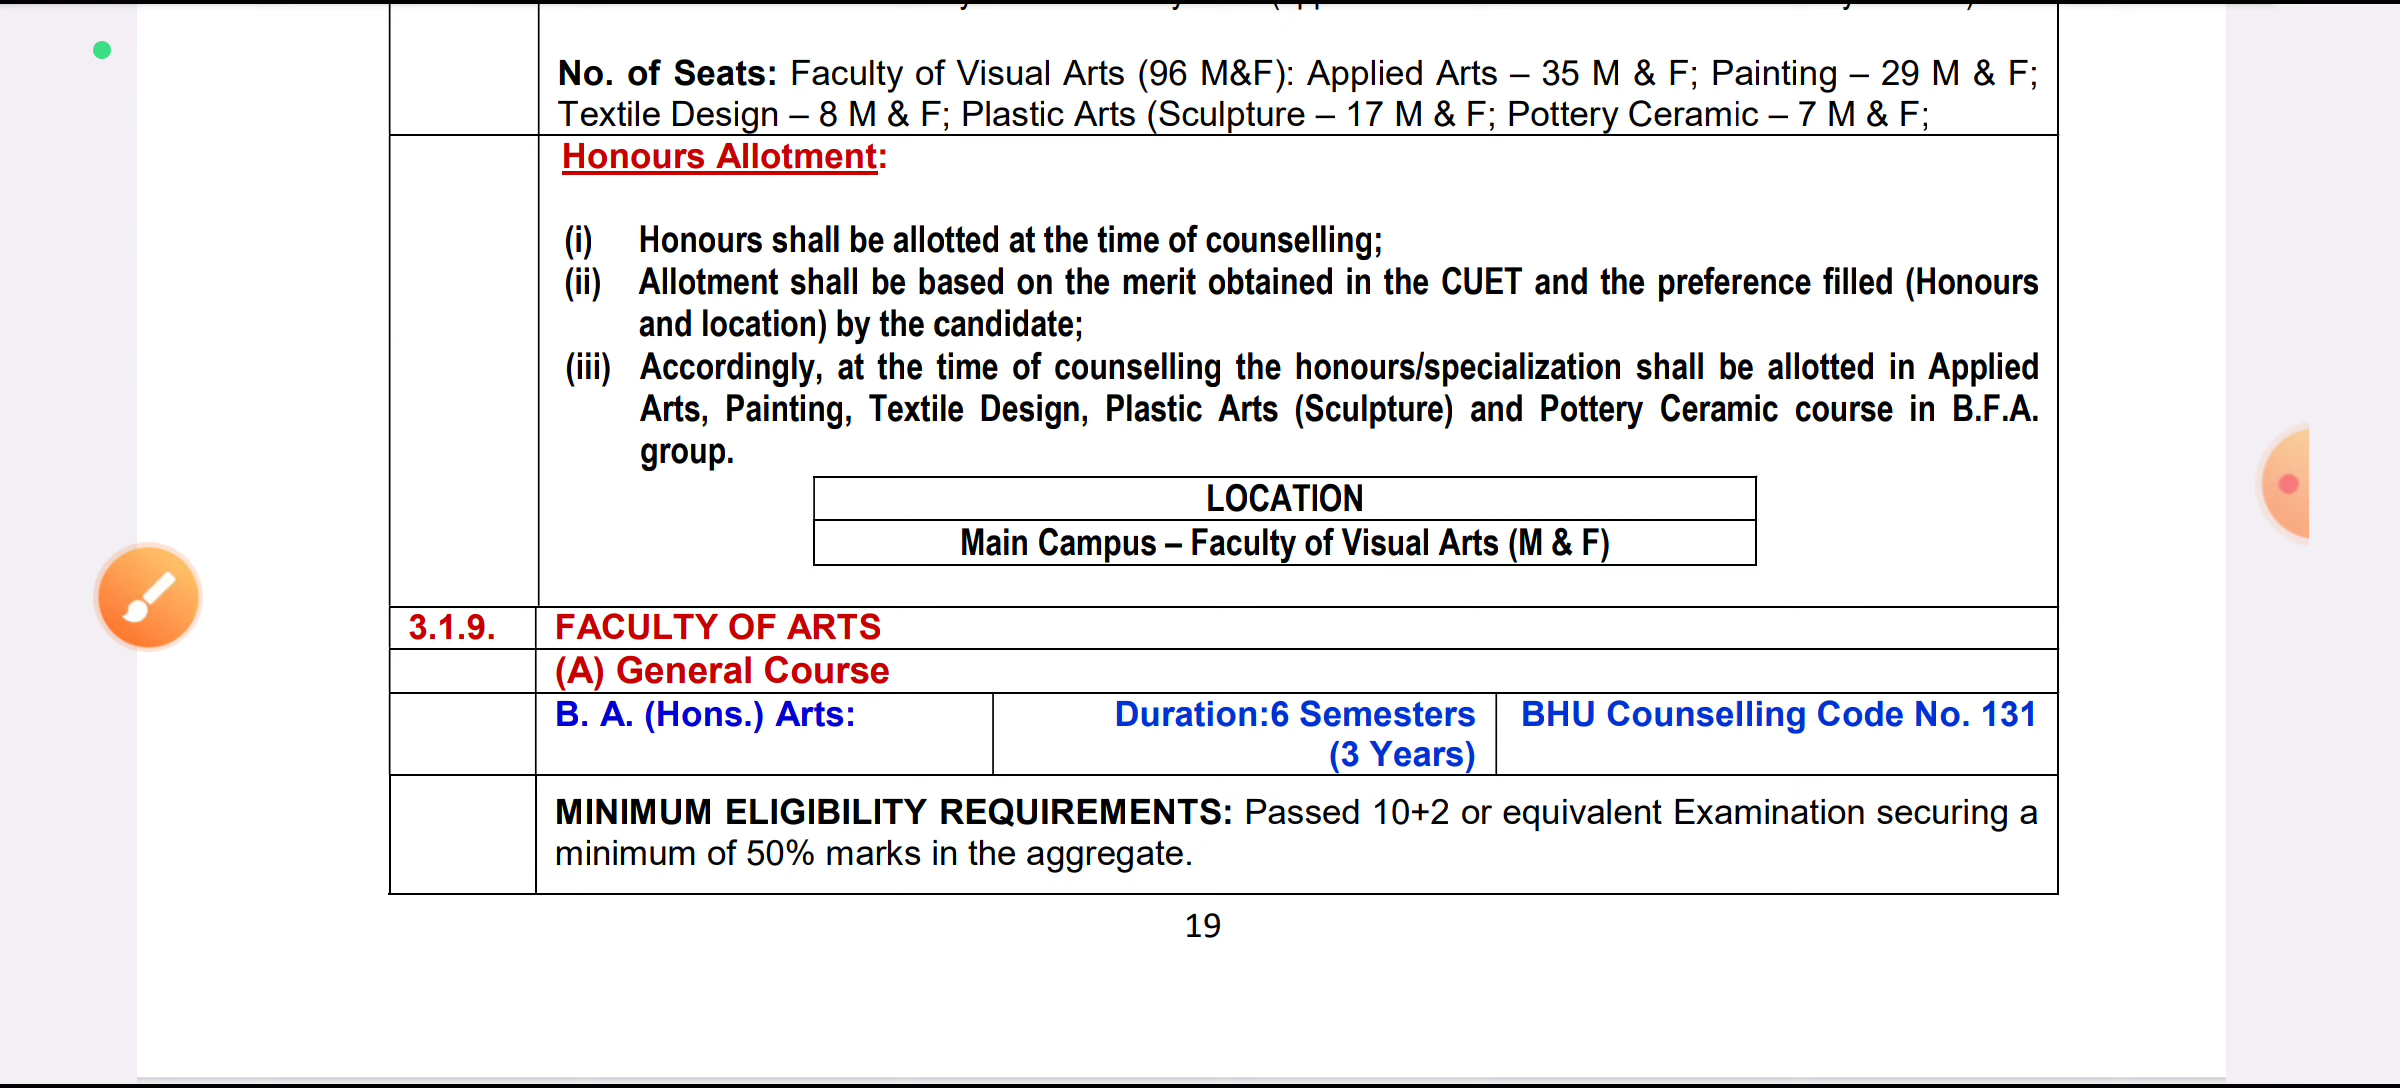 No. of Seats: Faculty of Visual Arts (96 M&F): Applied Arts – 35 M & F; Painting – 29 M & F;
Textile Design – 8 M & F; Plastic Arts (Sculpture – 17 M & F; Pottery Ceramic – 7 M & F;
Honours Allotment:
(i) Honours shall be allotted at the time of counselling;
(ii) Allotment shall be based on the merit obtained in the CUET and the preference filled (Honours
and location) by the candidate;
(iii) Accordingly, at the time of counselling the honours/specialization shall be allotted in Applied
Arts, Painting, Textile Design, Plastic Arts (Sculpture) and Pottery Ceramic course in B.F.A.
group.
LOCATION
Main Campus – Faculty of Visual Arts (M & F)
3.1.9. FACULTY OF ARTS
(A) General Course
B. A. (Hons.) Arts: Duration:6 Semesters BHU Counselling Code No. 131
(3 Years)
MINIMUM ELIGIBILITY REQUIREMENTS: Passed 10+2 or equivalent Examination securing a
minimum of 50% marks in the aggregate.
19